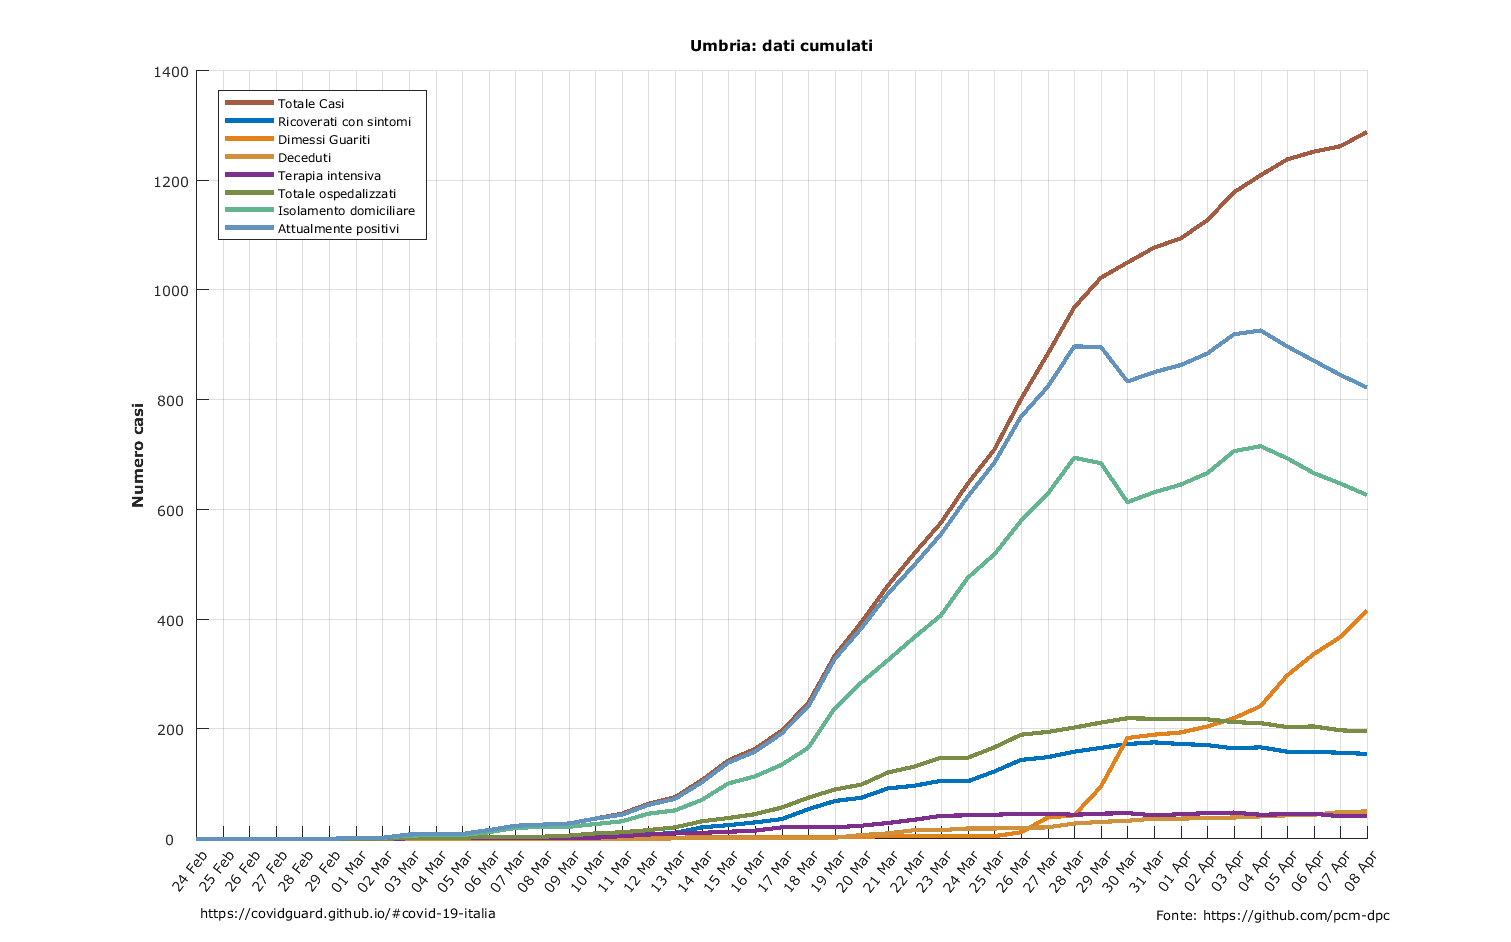 Umbria: dati cumulati
1400
1200
1000
800
600
400
200
0
Numero casi
Totale Casi
Ricoverati con sintomi
Dimessi Guariti
Deceduti
Terapia intensiva
Totale ospedalizzati
Isolamento domiciliare
Attualmente positivi
24 Feb
25 Feb
26 Feb
27 Feb
28 Feb
29 Feb
01 Mar
02 Mar
03 Mar
04 Mar
05 Mar
06 Mar
07 Mar
08 Mar
09 Mar
10 Mar
11 Mar
12 Mar
13 Mar
14 Mar
15 Mar
16 Mar
17 Mar
18 Mar
19 Mar
20 Mar
21 Mar
22 Mar
23 Mar
24 Mar
25 Mar
26 Mar
27 Mar
28 Mar
29 Mar
30 Mar
31 Mar
01 Apr
02 Apr
03 Apr
04 Apr
05 Apr
06 Apr
07 Apr
08 Apr
https://covidguard.github.io/#covid-19-italia
Fonte: https://github.com/pcm-dpc